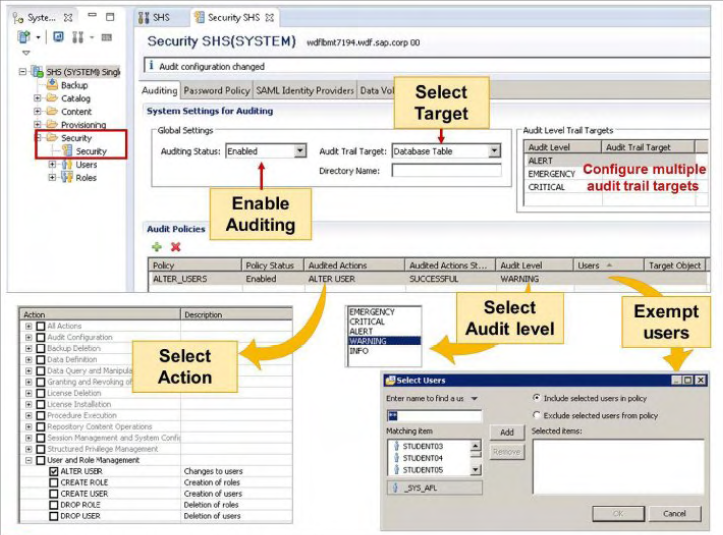 Syste...
SHS
Security SHS
Security SHS(SYSTEM) wdflbmt7194.wdf.sap.corp 00
Audit configuration changed
SHS (SYSTEM) Singl
Backup
Catalog
Content
Provisioning
Security
Security
Users
Roles
Auditing Password Policy SAML Identity Providers Data Vol
Select
Target
System Settings for Auditing
Global Settings
Auditing Status: Enabled
Audit Trail Target: Database Table
Directory Name:
Enable
Auditing
Audit Level Trail Targets
Audit Level Audit Trail Target
ALERT
EMERGENCY
CRITICAL
Configure multiple
audit trail targets
Audit Policies
Policy Policy Status Audited Actions Audited Actions St... Audit Level Users Target Object
ALTER_USERS Enabled ALTER USER SUCCESSFUL WARNING
Action Description
All Actions
Audit Configuration
Backup Deletion
Data Definition
Data Query and Manipula
Granting and Revoking of
License Deletion
License Installation
Procedure Execution
Repository Content Operations
Session Management and System Config
Structured Privilege Management
User and Role Management
ALTER USER Changes to users
CREATE ROLE Creation of roles
CREATE USER Creation of users
DROP ROLE Deletion of roles
DROP USER Deletion of users
Select
Action
EMERGENCY
CRITICAL
ALERT
WARNING
INFO
Select
Audit level
Exempt
users
Select Users
Enter name to find a us
**
Include selected users in policy
Exclude selected users from policy
Matching item
STUDENT03
STUDENT04
STUDENT05
_SYS_AFL
Add
Remove
Selected items:
OK Cancel